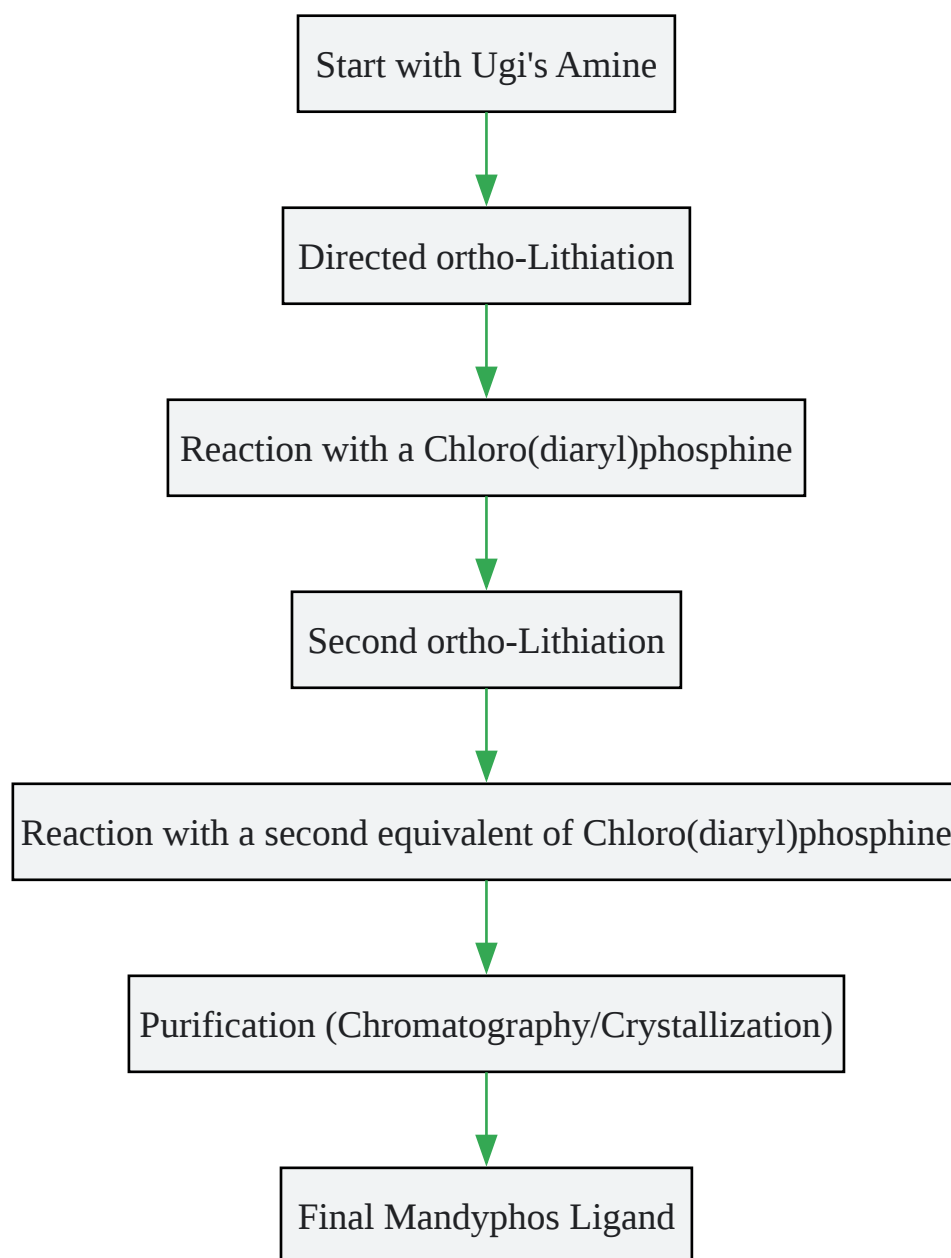 Start with Ugi's Amine
Directed ortho-Lithiation
Reaction with a Chloro(diaryl)phosphine
Second ortho-Lithiation
Reaction with a second equivalent of Chloro(diaryl)phosphine
Purification (Chromatography/Crystallization)
Final Mandyphos Ligand